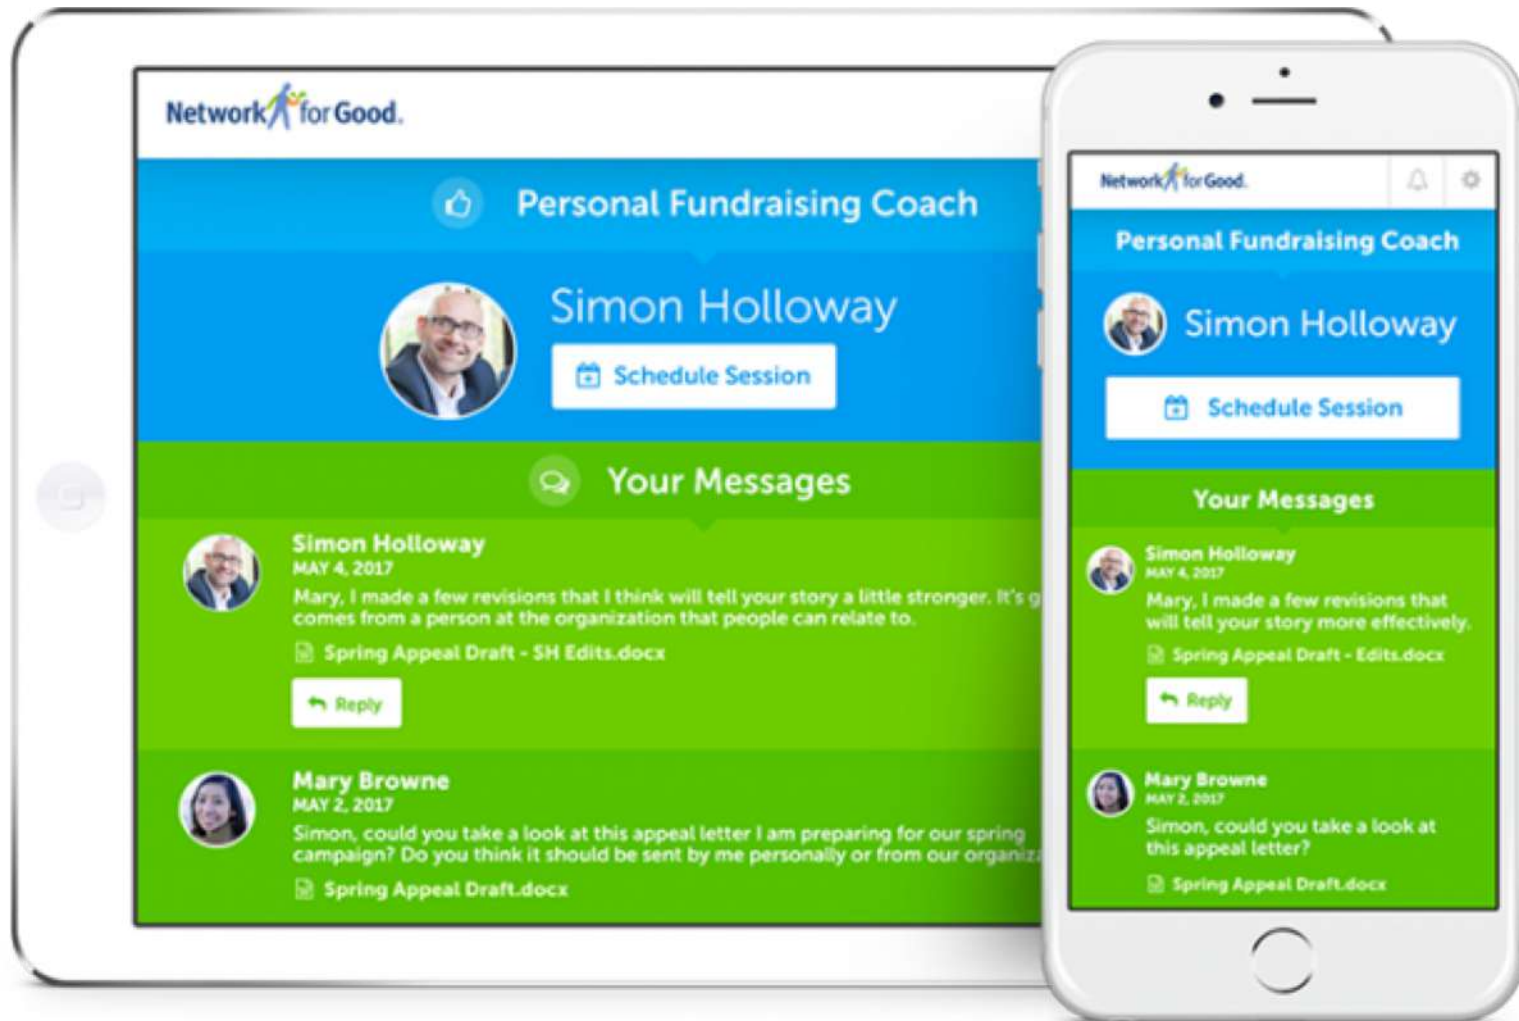 Network for Good.
Personal Fundraising Coach
Simon Holloway
Schedule Session
Your Messages
Simon Holloway
MAY 4, 2017
Mary, I made a few revisions that I think will tell your story a little stronger. It's g
comes from a person at the organization that people can relate to.
Spring Appeal Draft - SH Edits.docx
Reply
Mary Browne
MAY 2, 2017
Simon, could you take a look at this appeal letter I am preparing for our spring
campaign? Do you think it should be sent by me personally or from our organiza
Spring Appeal Draft.docx
Network for Good.
Personal Fundraising Coach
Simon Holloway
Schedule Session
Your Messages
Simon Holloway
MAY 4, 2017
Mary, I made a few revisions that
will tell your story more effectively.
Spring Appeal Draft - Edits.docx
Reply
Mary Browne
MAY 2, 2017
Simon, could you take a look at
this appeal letter?
Spring Appeal Draft.docx